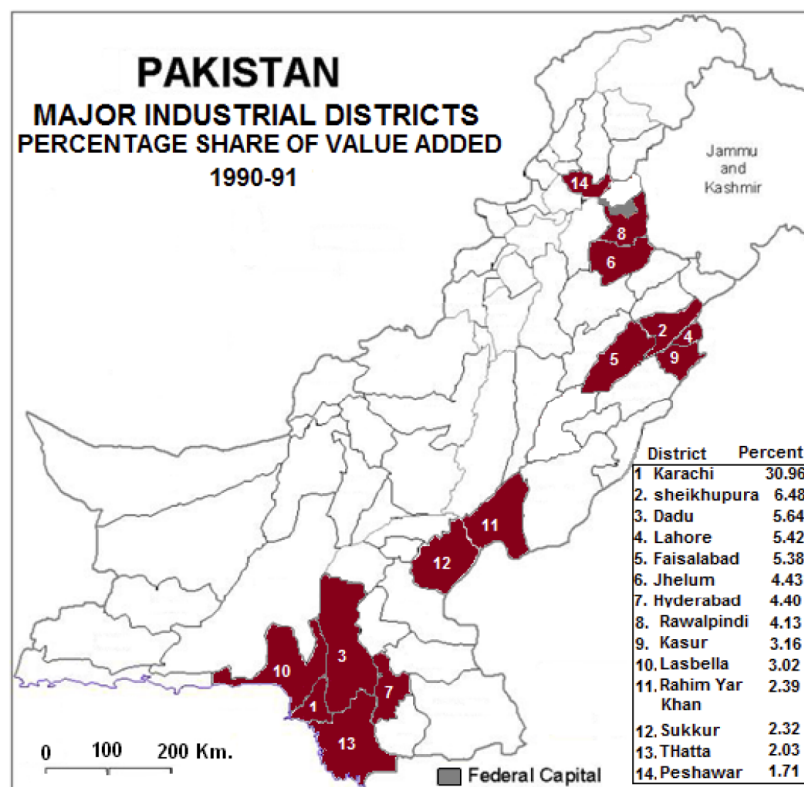 PAKISTAN
MAJOR INDUSTRIAL DISTRICTS
PERCENTAGE SHARE OF VALUE ADDED
1990-91
Jammu
and
Kashmir
14
8
6
2
4
5
9
11
12
10
3
7
1
13
District Percent
1 Karachi 30.96
2. sheikhupura 6.48
3. Dadu 5.64
4. Lahore 5.42
5. Faisalabad 5.38
6. Jhelum 4.43
7. Hyderabad 4.40
8. Rawalpindi 4.13
9. Kasur 3.16
10. Lasbella 3.02
11. Rahim Yar 2.39
Khan
12. Sukkur 2.32
13. THatta 2.03
14. Peshawar 1.71
0 100 200 Km.
Federal Capital